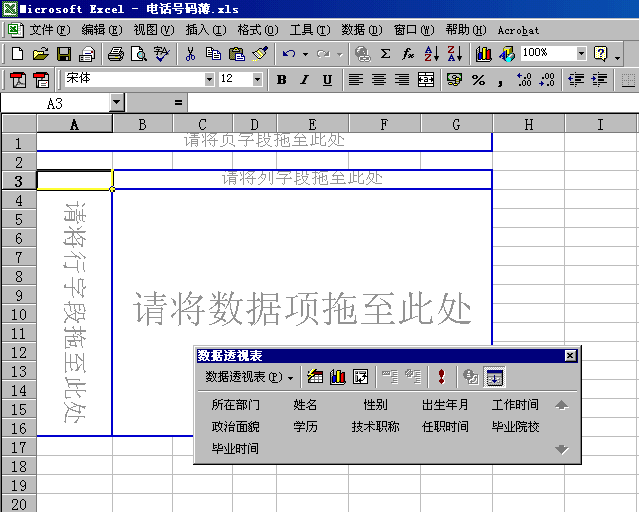 Microsoft Excel - 电话号码薄.xls
文件(F) 编辑(E) 视图(V) 插入(I) 格式(O) 工具(T) 数据(D) 窗口(W) 帮助(H) Acrobat
100%
宋体 12 B I U
A3 =
A B C D E F G H I
1 请将页字段拖至此处
2
3 请将列字段拖至此处
4
5
6
7
8
9
10
11
12
13
14
15
16
17
18
19
20
请将行字段拖至此处
请将数据项拖至此处
数据透视表
数据透视表(P)
所在部门 姓名 性别 出生年月 工作时间
政治面貌 学历 技术职称 任职时间 毕业院校
毕业时间